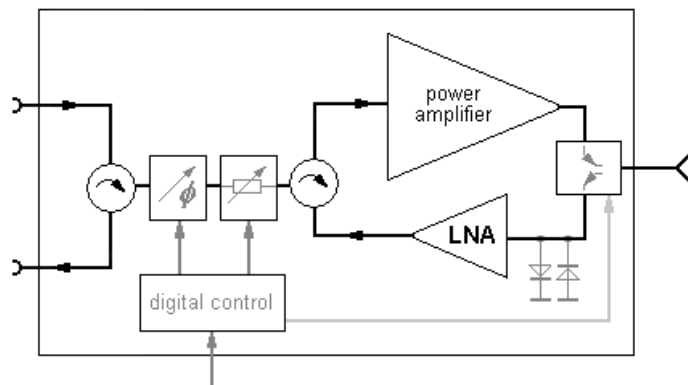 power
amplifier
ϕ
LNA
digital control